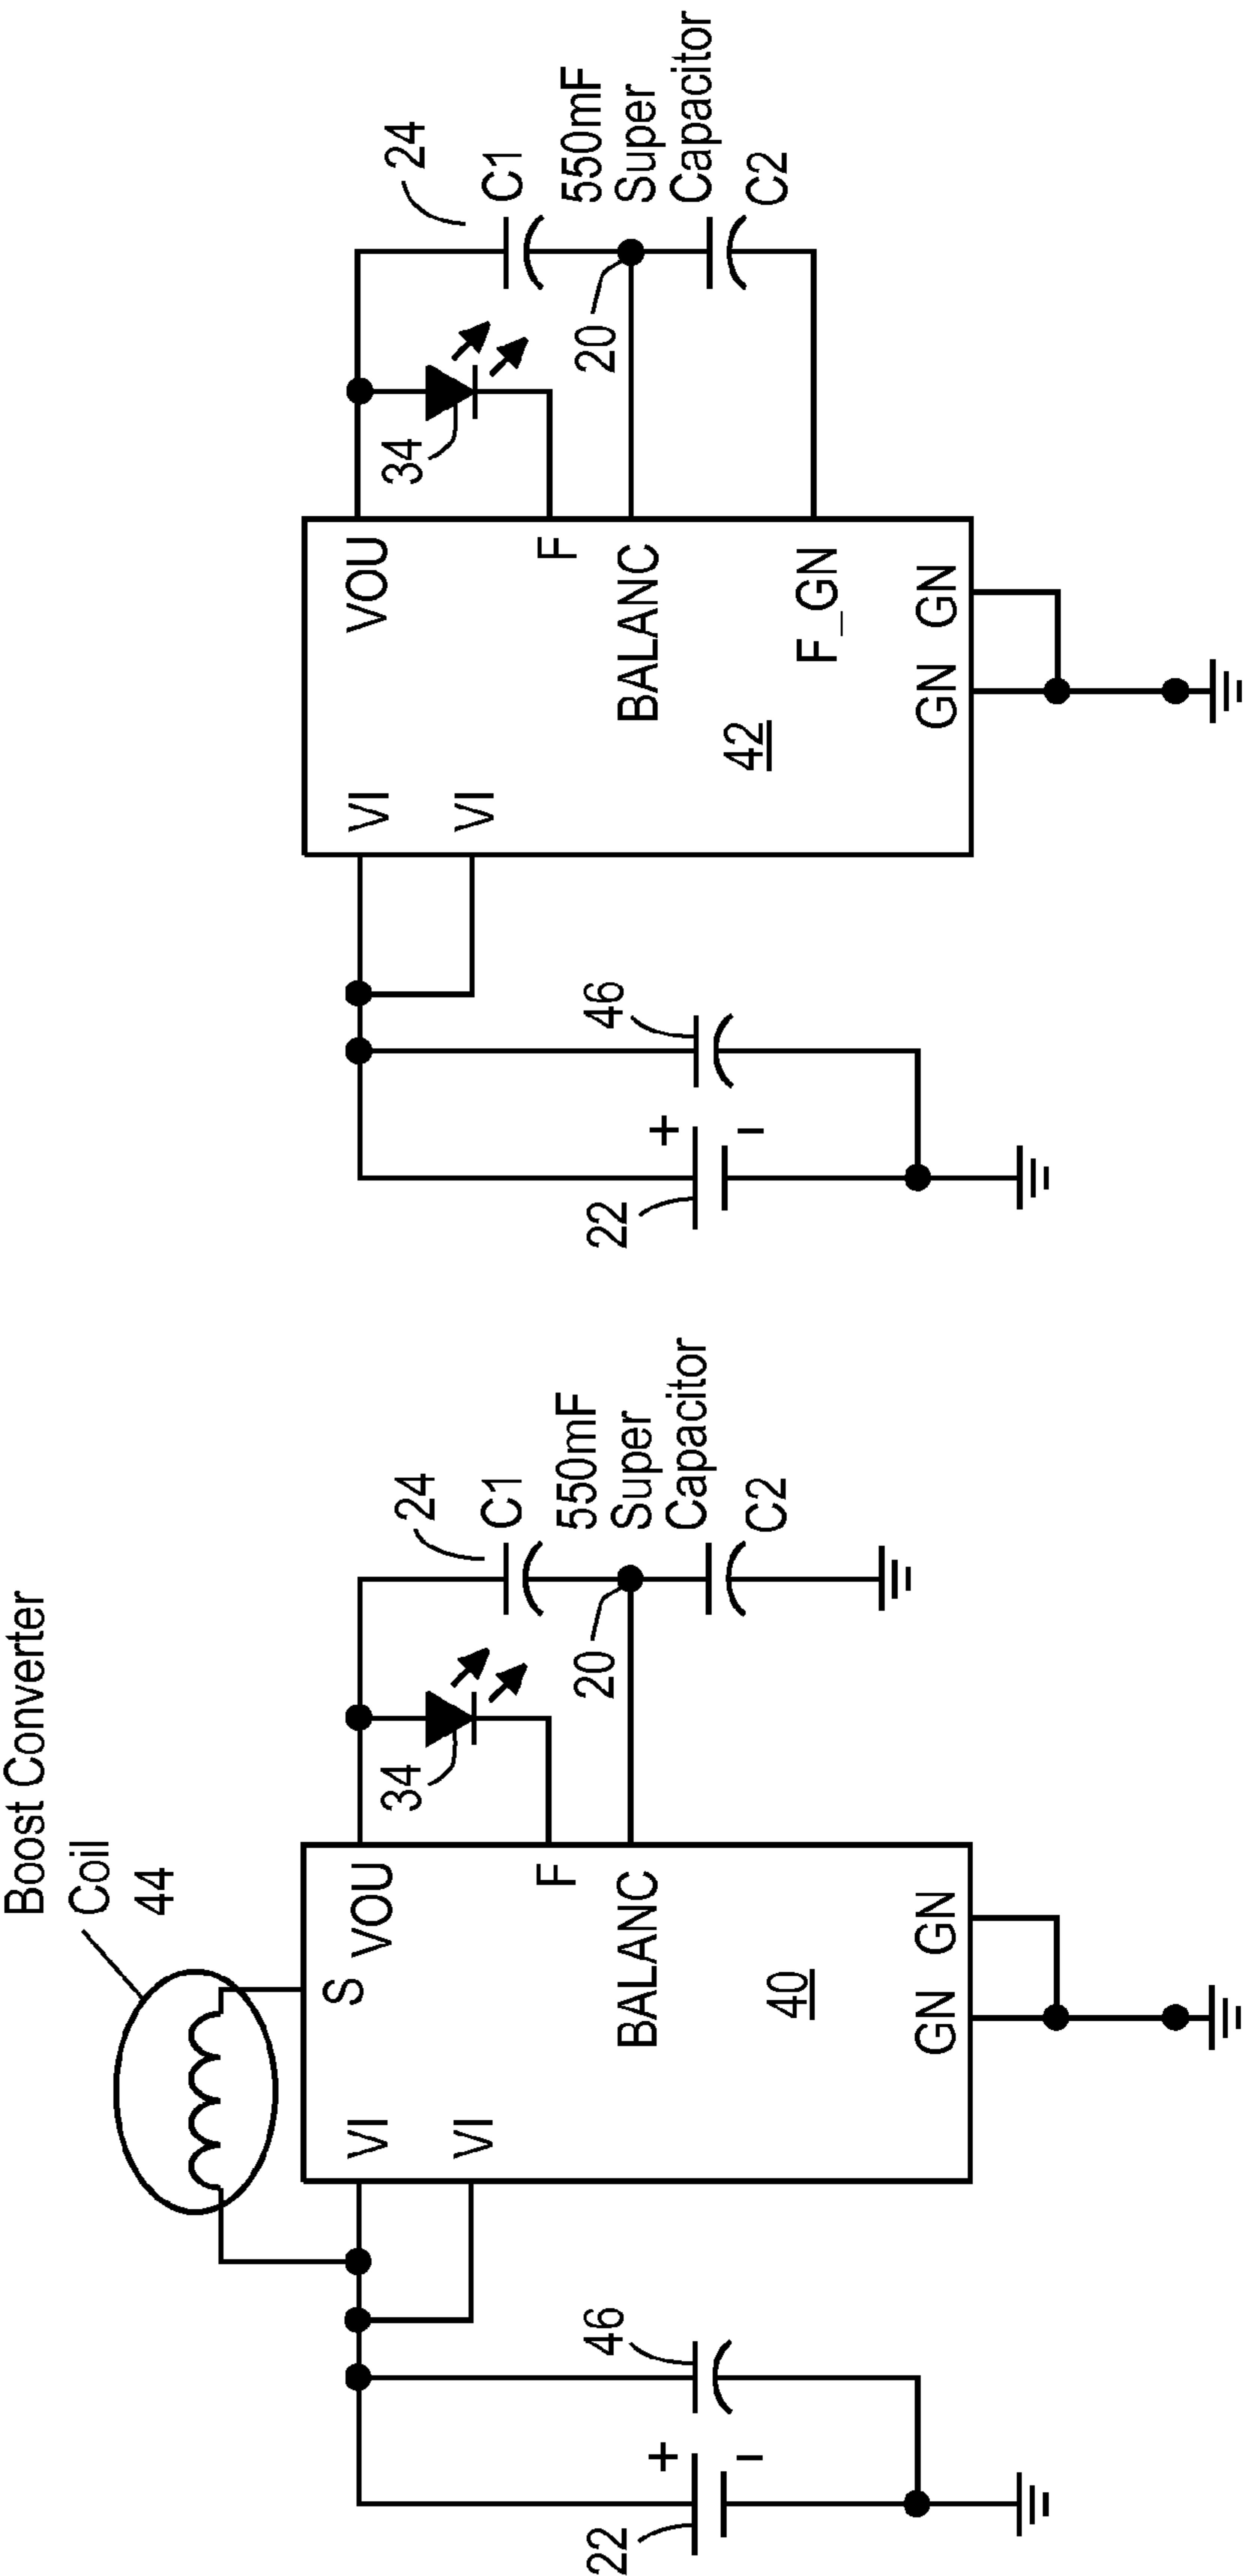 Boost Converter
Coil
44
S
VI
VOU
VI
F
BALANC
40
GN GN
22
+
−
46
34
24
C1
20
550mF
Super
Capacitor
C2
VI
VOU
VI
F
BALANC
42
F_GN
GN GN
22
+
−
46
34
24
C1
20
550mF
Super
Capacitor
C2